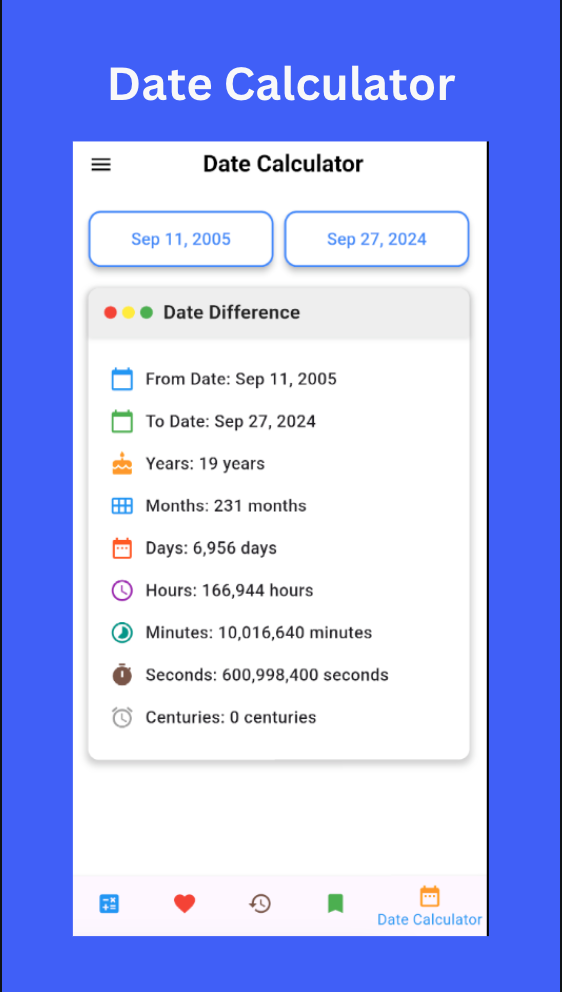 Date Calculator
Date Calculator
Sep 11, 2005
Sep 27, 2024
Date Difference
From Date: Sep 11, 2005
To Date: Sep 27, 2024
Years: 19 years
Months: 231 months
Days: 6,956 days
Hours: 166,944 hours
Minutes: 10,016,640 minutes
Seconds: 600,998,400 seconds
Centuries: 0 centuries
Date Calculator